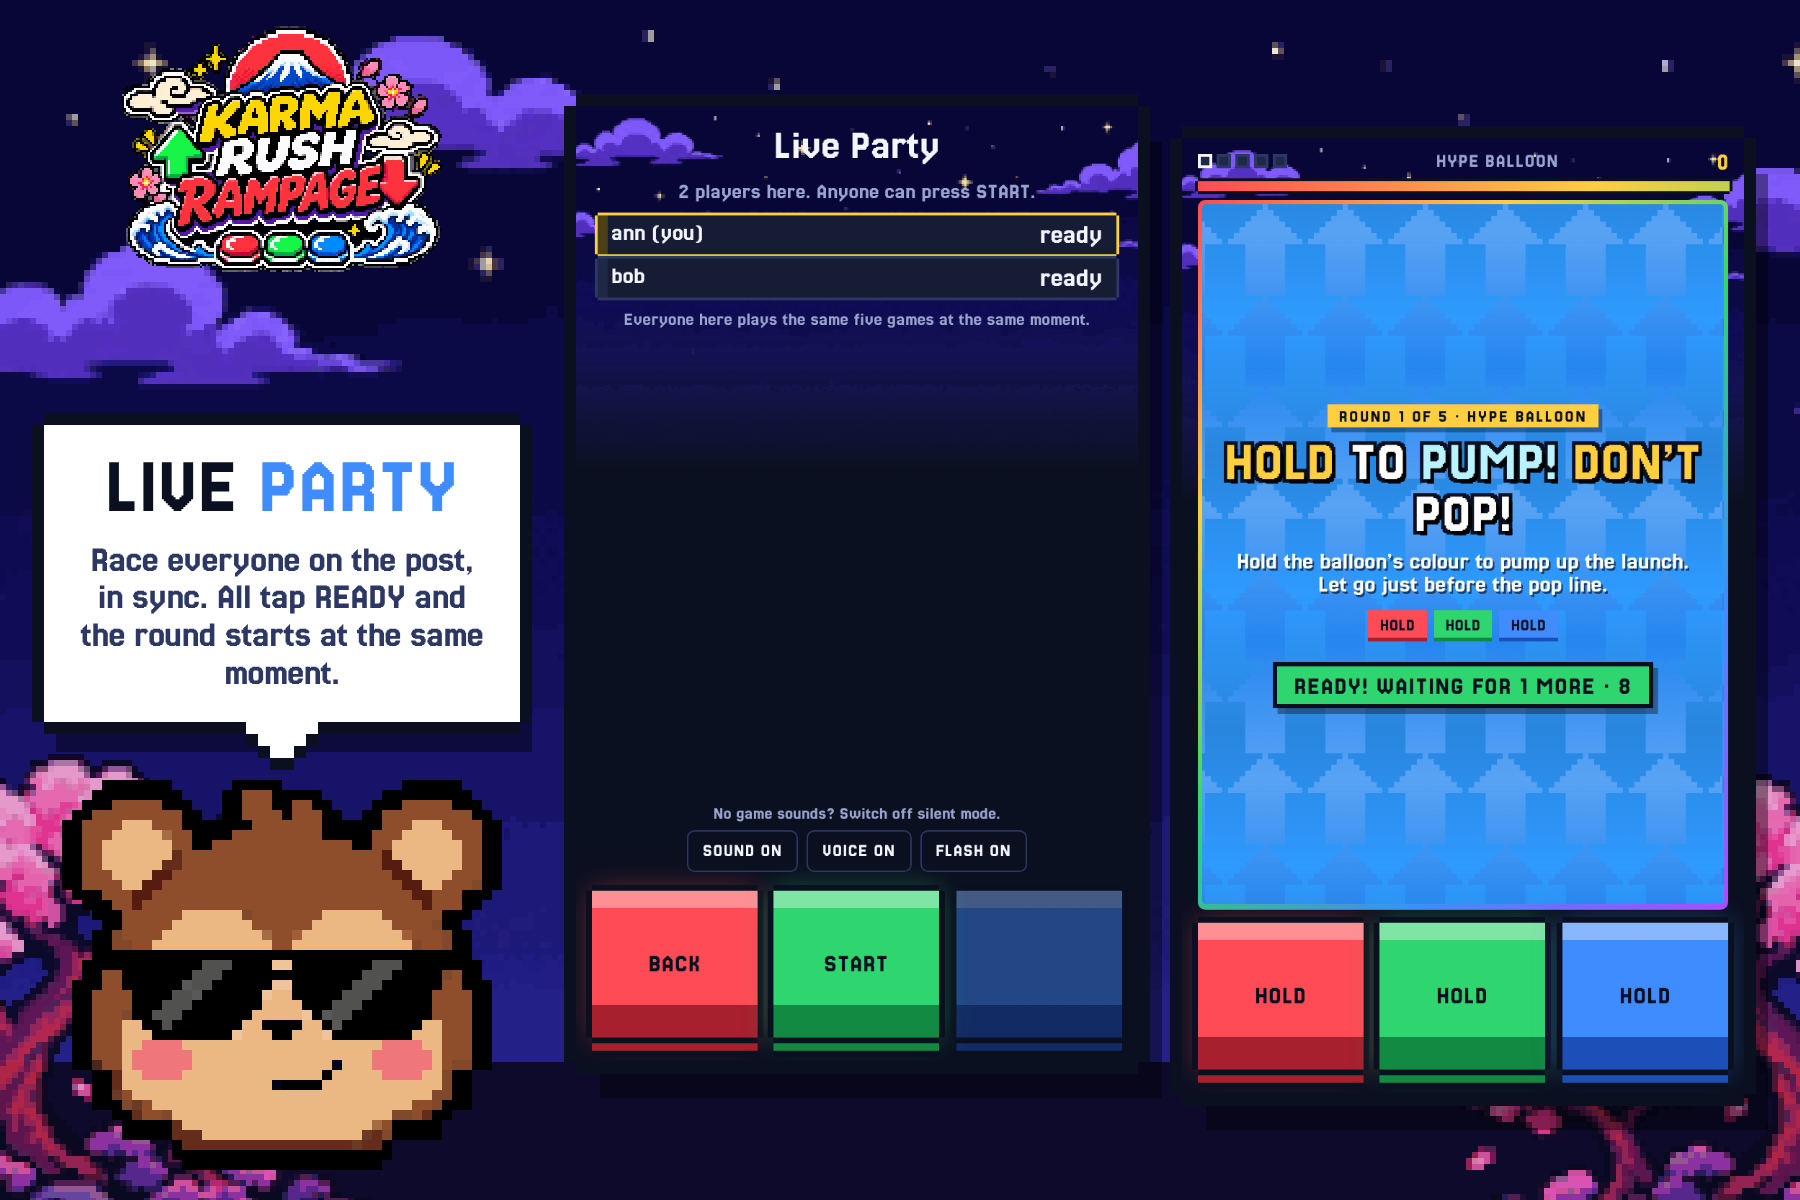 KARMA
RUSH
RAMPAGE
LIVE PARTY
Race everyone on the post,
in sync. All tap READY and
the round starts at the same
moment.
Live Party
2 players here. Anyone can press START.
ann (you) ready
bob ready
Everyone here plays the same five games at the same moment.
No game sounds? Switch off silent mode.
SOUND ON VOICE ON FLASH ON
BACK START
HYPE BALLOON 0
ROUND 1 OF 5 · HYPE BALLOON
HOLD TO PUMP! DON'T
POP!
Hold the balloon's colour to pump up the launch.
Let go just before the pop line.
HOLD HOLD HOLD
READY! WAITING FOR 1 MORE · 8
HOLD HOLD HOLD